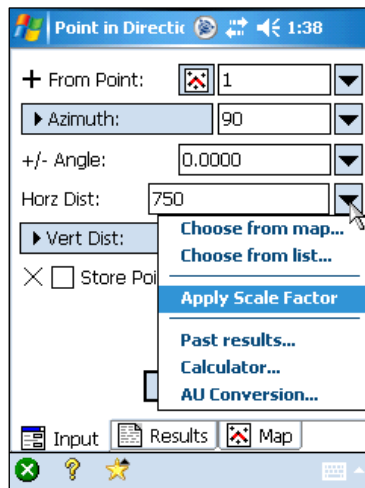 Point in Directic 1:38
From Point: 1
Azimuth: 90
+/- Angle: 0.0000
Horz Dist: 750
Vert Dist:
Choose from map...
Choose from list...
Store Poi
Apply Scale Factor
Past results...
Calculator...
AU Conversion...
Input Results Map